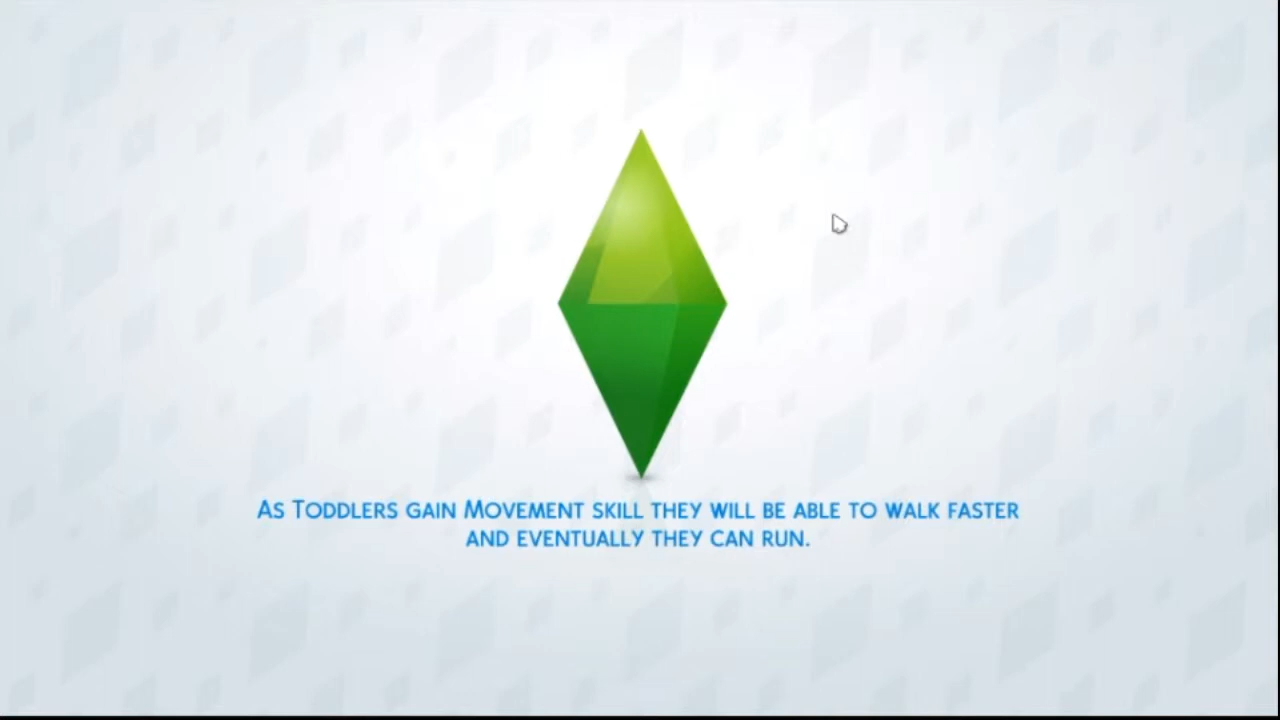 As Toddlers gain Movement skill they will be able to walk faster
and eventually they can run.